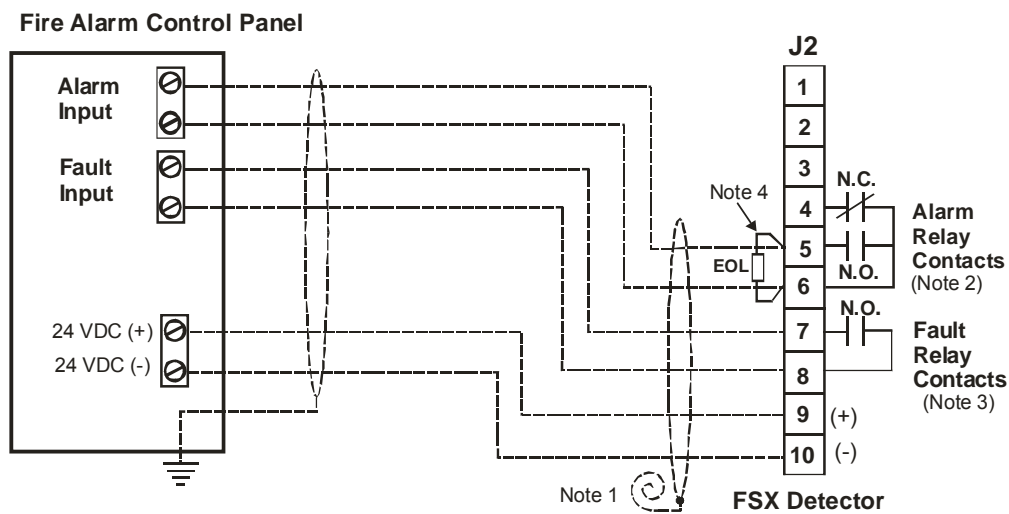 Fire Alarm Control Panel
J2
Alarm
Input
Fault
Input
24 VDC (+)
24 VDC (-)
1
2
3
4
5
6
7
8
9
10
Note 4
EOL
N.C.
N.O.
N.O.
Alarm
Relay
Contacts
(Note 2)
Fault
Relay
Contacts
(Note 3)
(+)
(-)
Note 1
FSX Detector